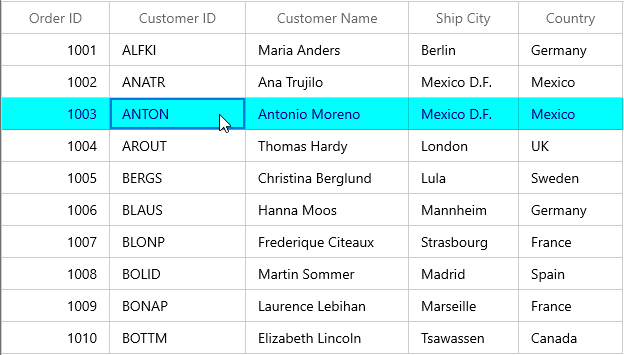 Order ID Customer ID Customer Name Ship City Country
1001 ALFKI Maria Anders Berlin Germany
1002 ANATR Ana Trujilo Mexico D.F. Mexico
1003 ANTON Antonio Moreno Mexico D.F. Mexico
1004 AROUT Thomas Hardy London UK
1005 BERGS Christina Berglund Lula Sweden
1006 BLAUS Hanna Moos Mannheim Germany
1007 BLONP Frederique Citeaux Strasbourg France
1008 BOLID Martin Sommer Madrid Spain
1009 BONAP Laurence Lebihan Marseille France
1010 BOTTM Elizabeth Lincoln Tsawassen Canada